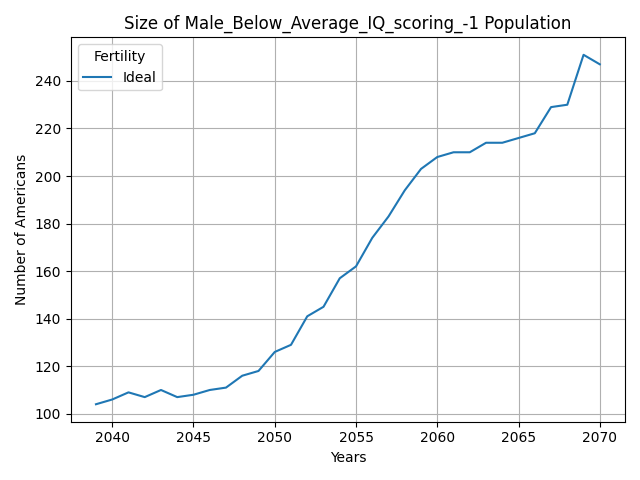 Size of Male_Below_Average_IQ_scoring_-1 Population
Fertility
Ideal
Number of Americans
240
220
200
180
160
140
120
100
2040 2045 2050 2055 2060 2065 2070
Years